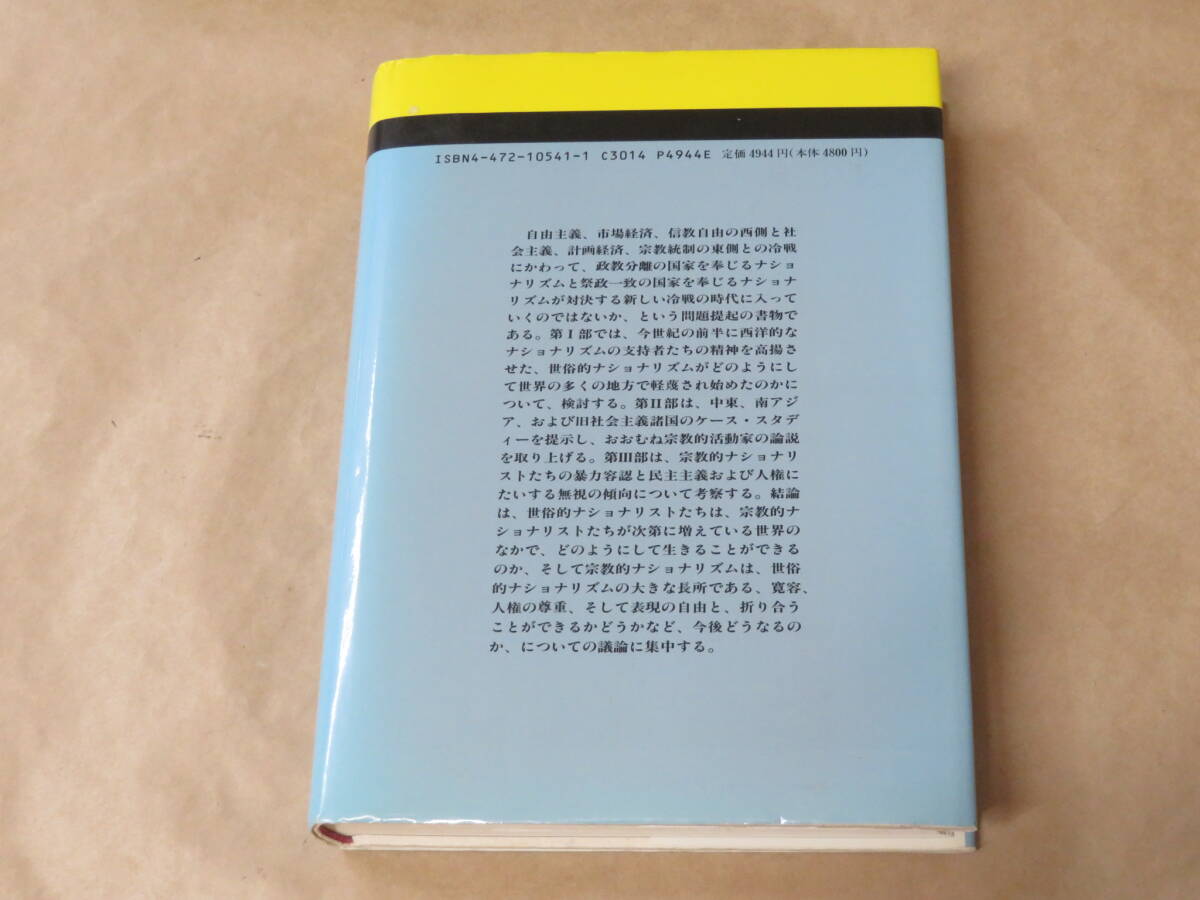 ISBN4-472-10541-1 C3014 P4944E 定価4944円(本体4800円)
自由主義、市場経済、信教自由の西側と社
会主義、計画経済、宗教統制の東側との冷戦
にかわって、政教分離の国家を奉じるナショ
ナリズムと祭政一致の国家を奉じるナショナ
リズムが対決する新しい冷戦の時代に入って
いくのではないか、という問題提起の書物で
ある。第Ⅰ部では、今世紀の前半に西洋的な
ナショナリズムの支持者たちの精神を高揚さ
せた、世俗的ナショナリズムがどのようにし
て世界の多くの地方で軽蔑され始めたのかに
ついて、検討する。第Ⅱ部は、中東、南アジ
ア、および旧社会主義諸国のケース・スタデ
ィーを提示し、おおむね宗教的活動家の論説
を取り上げる。第Ⅲ部は、宗教的ナショナリ
ストたちの暴力容認と民主主義および人権に
たいする無視の傾向について考察する。結論
は、世俗的ナショナリストたちは、宗教的ナ
ショナリストたちが次第に増えている世界の
なかで、どのようにして生きることができる
のか、そして宗教的ナショナリズムは、世俗
的ナショナリズムの大きな長所である、寛容、
人権の尊重、そして表現の自由と、折り合う
ことができるかどうかなど、今後どうなるの
か、についての議論に集中する。